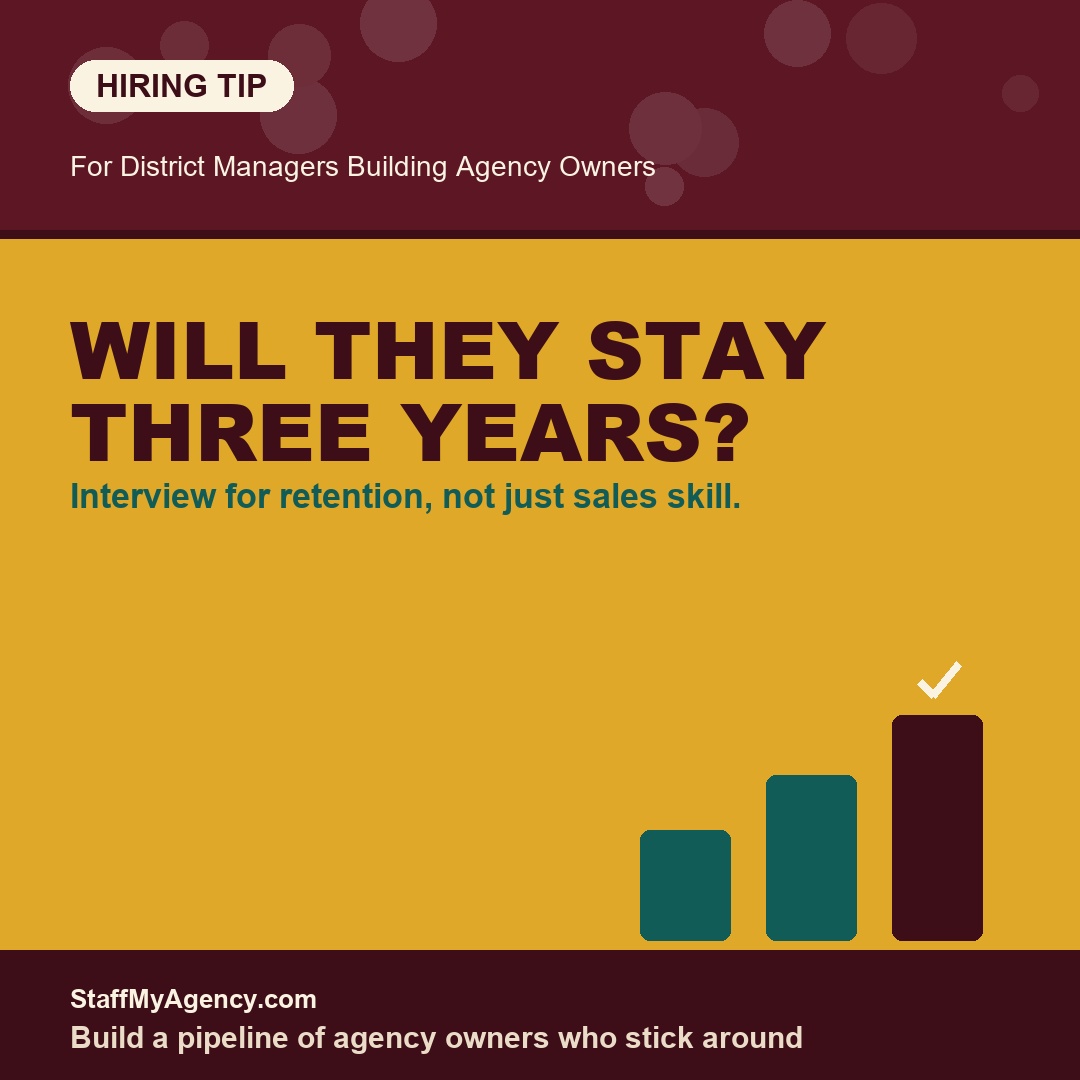 HIRING TIP
For District Managers Building Agency Owners
WILL THEY STAY
THREE YEARS?
Interview for retention, not just sales skill.
StaffMyAgency.com
Build a pipeline of agency owners who stick around